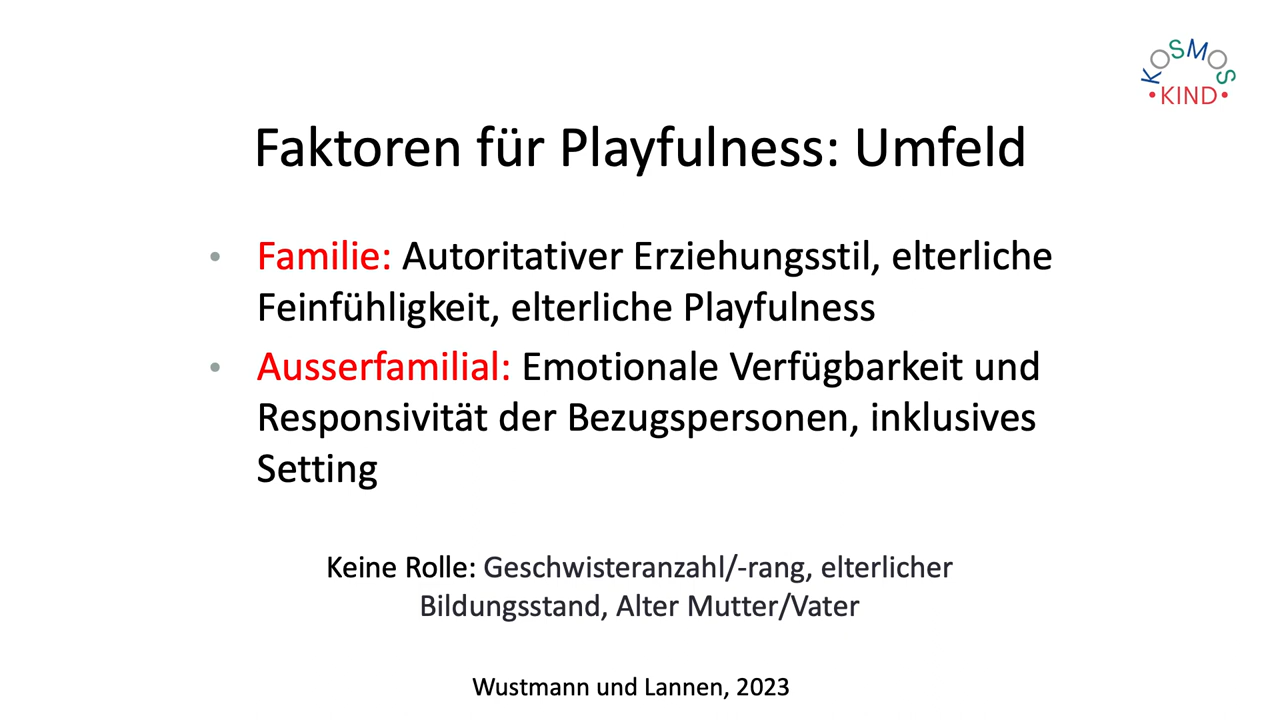 KOSMOS
•KIND•
Faktoren für Playfulness: Umfeld
• Familie: Autoritativer Erziehungsstil, elterliche
Feinfühligkeit, elterliche Playfulness
• Ausserfamilial: Emotionale Verfügbarkeit und
Responsivität der Bezugspersonen, inklusives
Setting
Keine Rolle: Geschwisteranzahl/-rang, elterlicher
Bildungsstand, Alter Mutter/Vater
Wustmann und Lannen, 2023